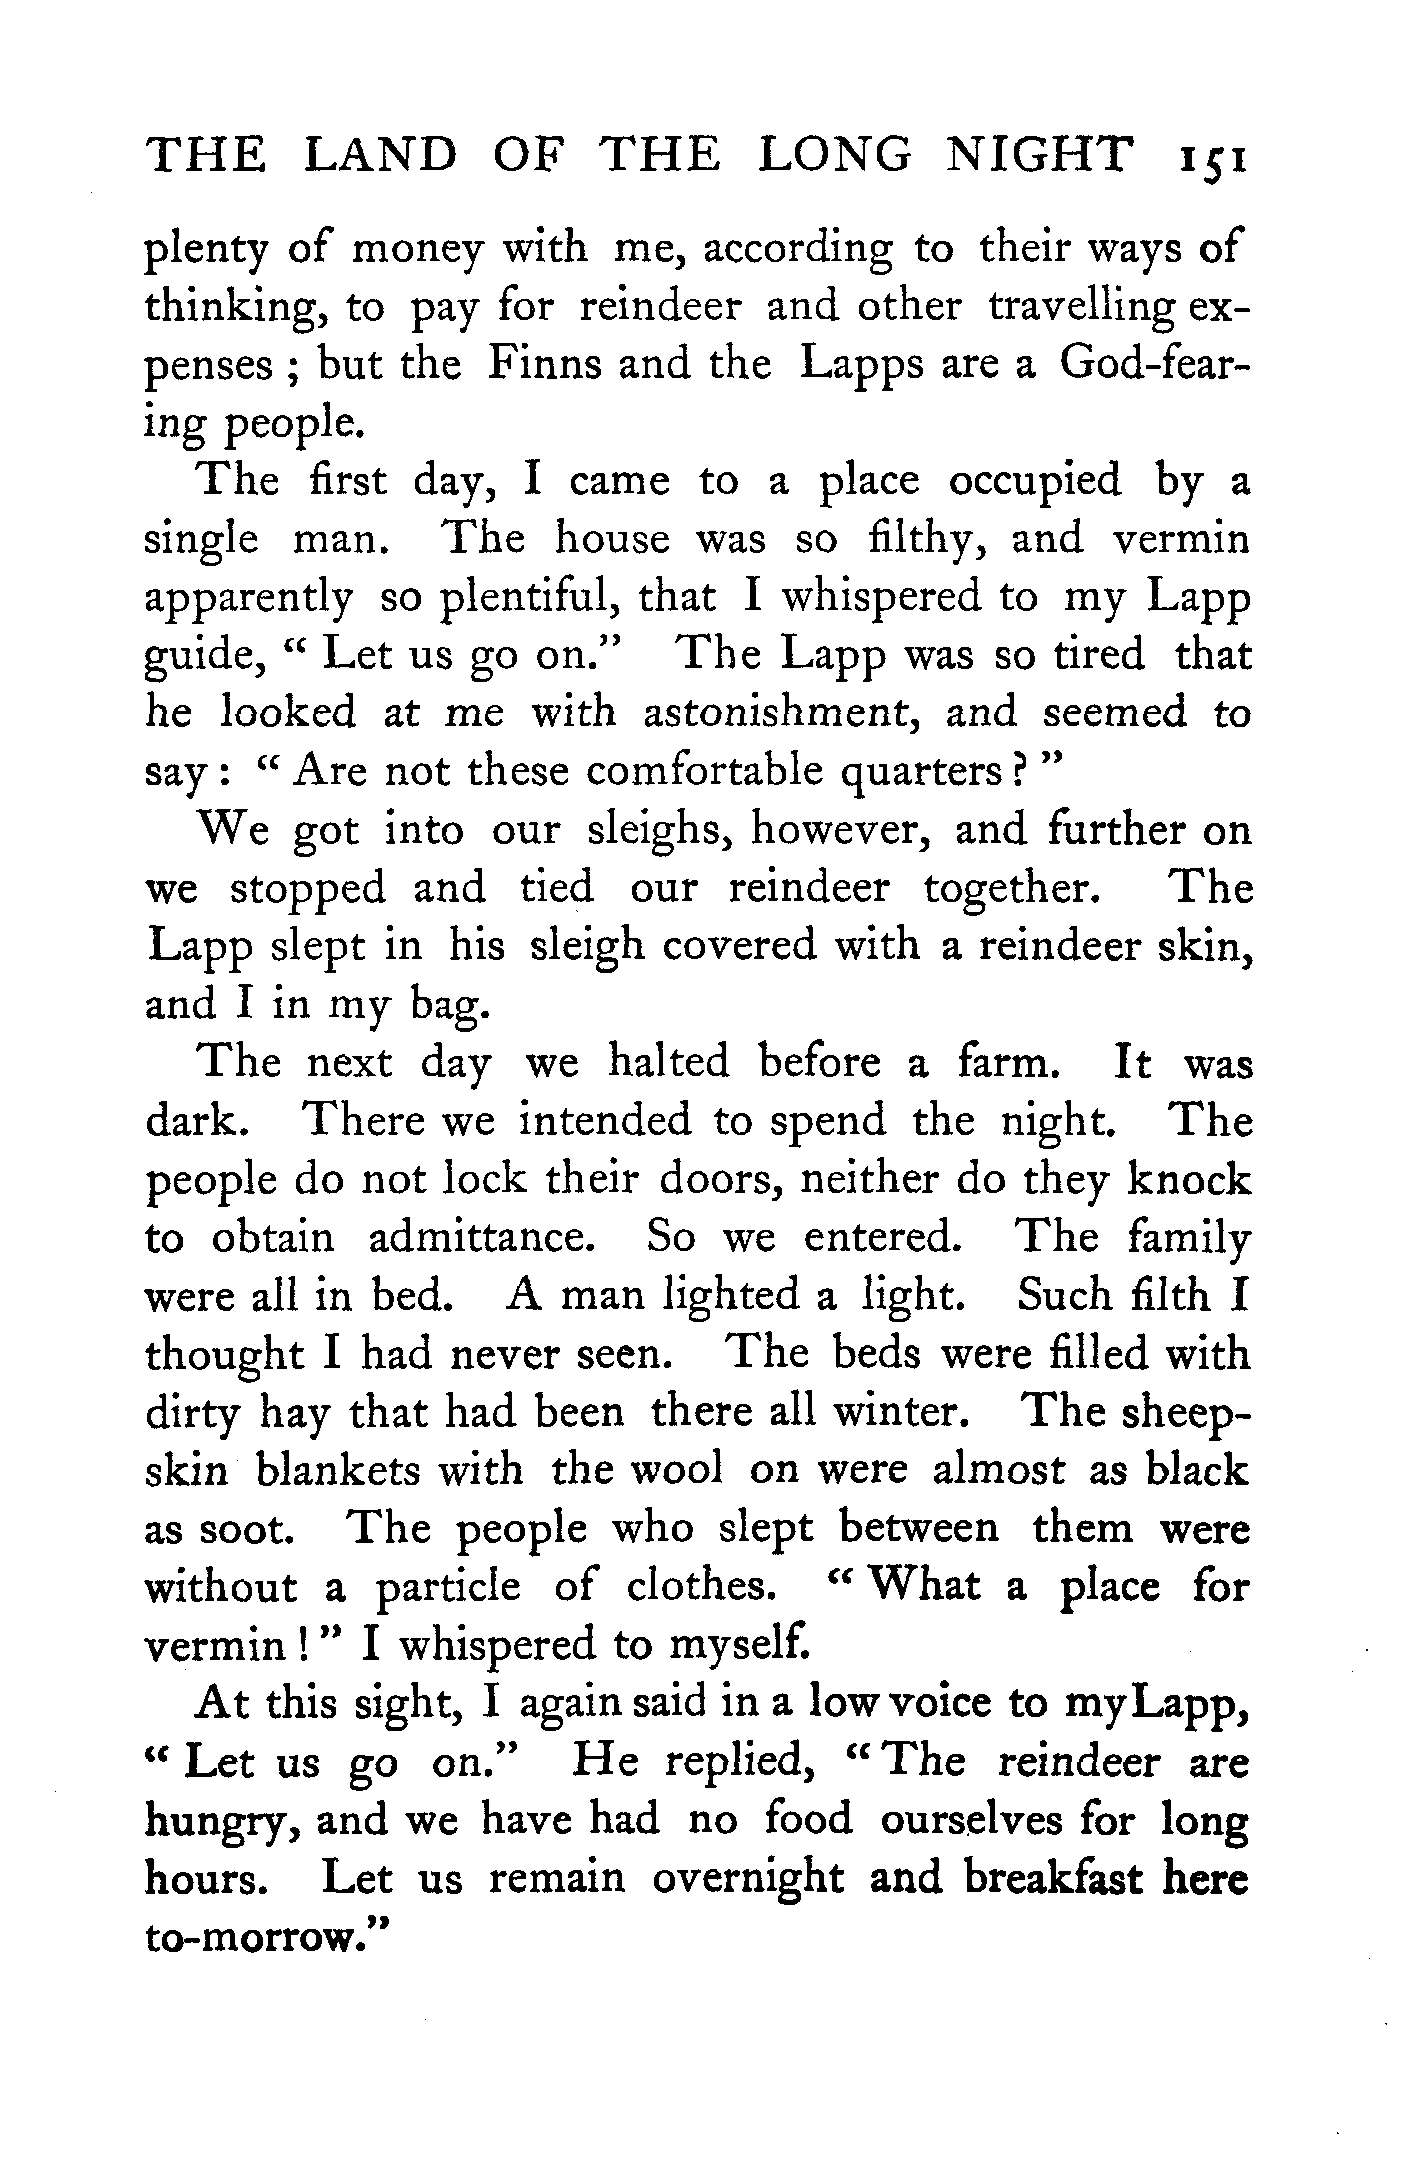 THE LAND OF THE LONG NIGHT 151
plenty of money with me, according to their ways of
thinking, to pay for reindeer and other travelling ex-
penses ; but the Finns and the Lapps are a God-fear-
ing people.
The first day, I came to a place occupied by a
single man. The house was so filthy, and vermin
apparently so plentiful, that I whispered to my Lapp
guide, “ Let us go on.” The Lapp was so tired that
he looked at me with astonishment, and seemed to
say : “ Are not these comfortable quarters ? ”
We got into our sleighs, however, and further on
we stopped and tied our reindeer together. The
Lapp slept in his sleigh covered with a reindeer skin,
and I in my bag.
The next day we halted before a farm. It was
dark. There we intended to spend the night. The
people do not lock their doors, neither do they knock
to obtain admittance. So we entered. The family
were all in bed. A man lighted a light. Such filth I
thought I had never seen. The beds were filled with
dirty hay that had been there all winter. The sheep-
skin blankets with the wool on were almost as black
as soot. The people who slept between them were
without a particle of clothes. “ What a place for
vermin ! ” I whispered to myself.
At this sight, I again said in a low voice to my Lapp,
“ Let us go on.” He replied, “ The reindeer are
hungry, and we have had no food ourselves for long
hours. Let us remain overnight and breakfast here
to-morrow.”